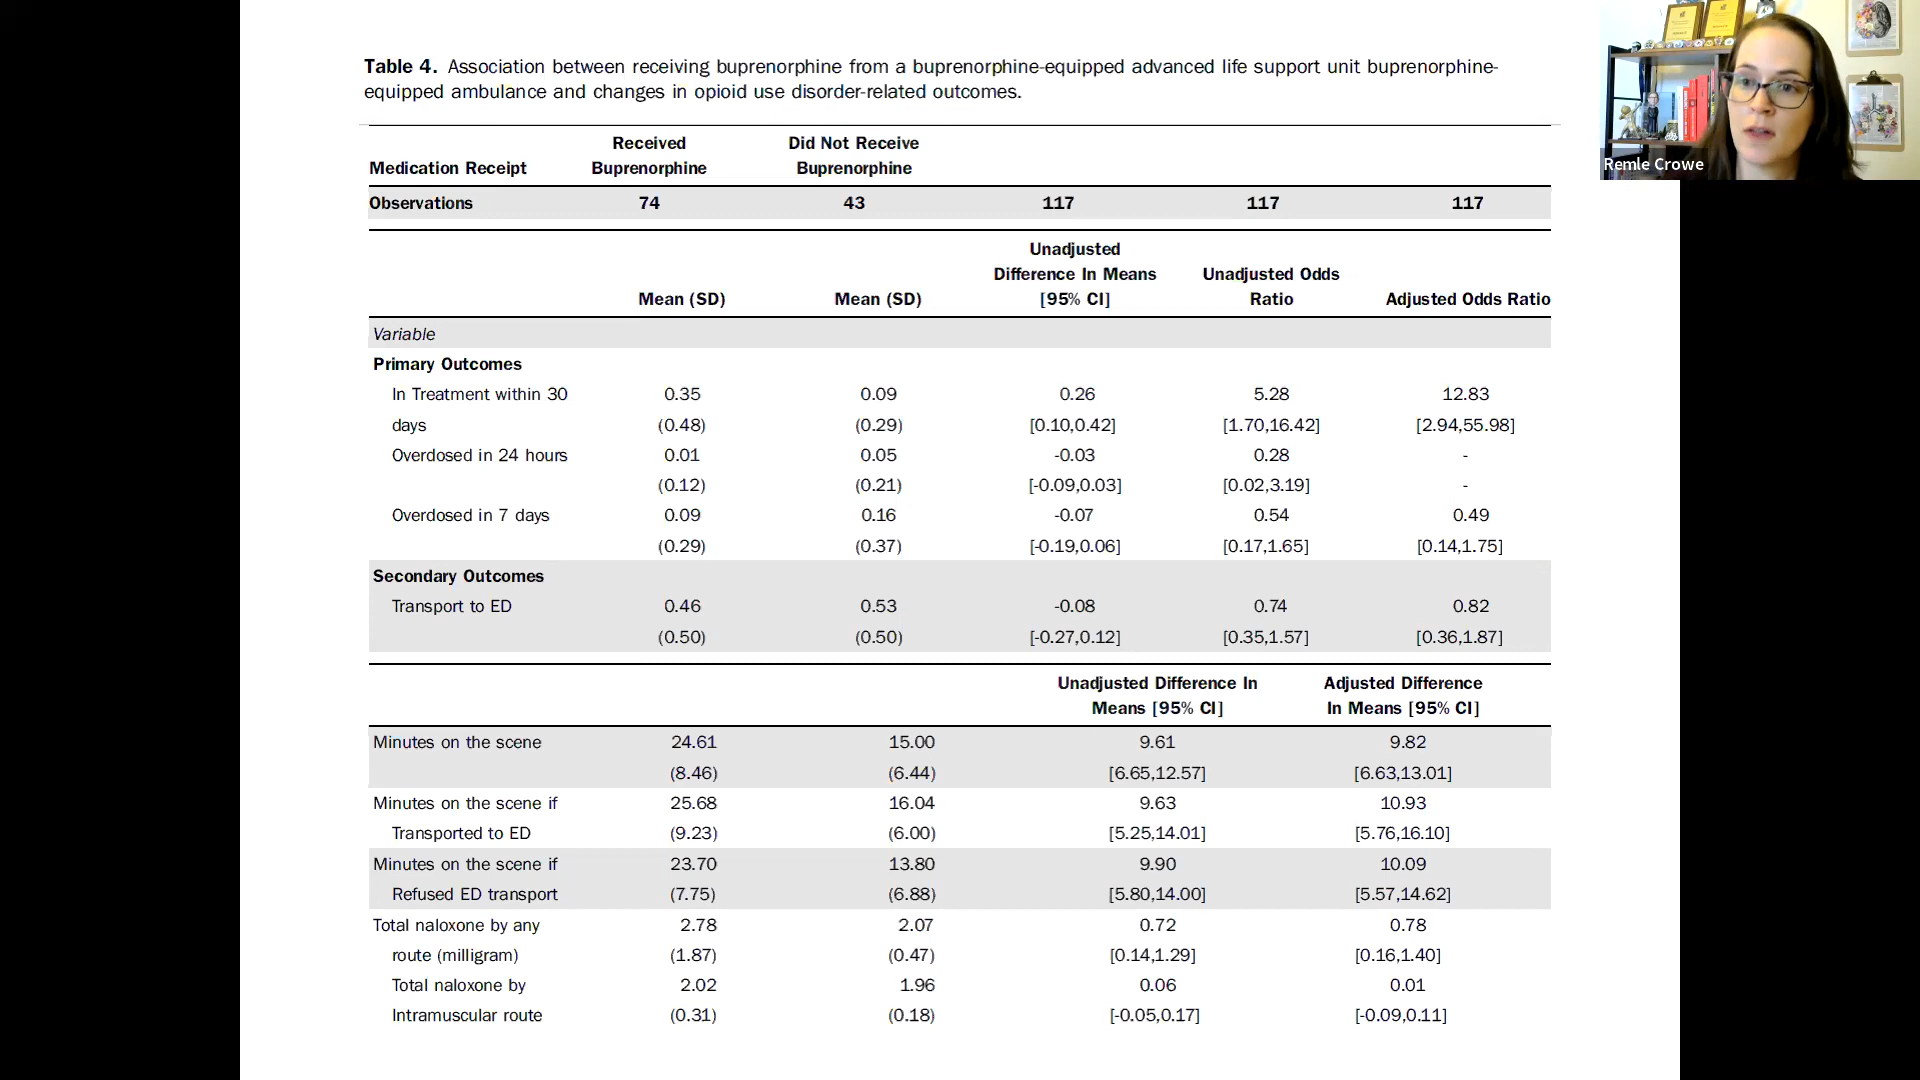 Table 4. Association between receiving buprenorphine from a buprenorphine-equipped advanced life support unit buprenorphine-
equipped ambulance and changes in opioid use disorder-related outcomes.
Remle Crowe
Received Did Not Receive
Medication Receipt Buprenorphine Buprenorphine
Observations 74 43 117 117 117
Unadjusted
Difference In Means Unadjusted Odds
Mean (SD) Mean (SD) [95% CI] Ratio Adjusted Odds Ratio
Variable
Primary Outcomes
In Treatment within 30 0.35 0.09 0.26 5.28 12.83
days (0.48) (0.29) [0.10,0.42] [1.70,16.42] [2.94,55.98]
Overdosed in 24 hours 0.01 0.05 -0.03 0.28 -
(0.12) (0.21) [-0.09,0.03] [0.02,3.19] -
Overdosed in 7 days 0.09 0.16 -0.07 0.54 0.49
(0.29) (0.37) [-0.19,0.06] [0.17,1.65] [0.14,1.75]
Secondary Outcomes
Transport to ED 0.46 0.53 -0.08 0.74 0.82
(0.50) (0.50) [-0.27,0.12] [0.35,1.57] [0.36,1.87]
Unadjusted Difference In Adjusted Difference
Means [95% CI] In Means [95% CI]
Minutes on the scene 24.61 15.00 9.61 9.82
(8.46) (6.44) [6.65,12.57] [6.63,13.01]
Minutes on the scene if 25.68 16.04 9.63 10.93
Transported to ED (9.23) (6.00) [5.25,14.01] [5.76,16.10]
Minutes on the scene if 23.70 13.80 9.90 10.09
Refused ED transport (7.75) (6.88) [5.80,14.00] [5.57,14.62]
Total naloxone by any 2.78 2.07 0.72 0.78
route (milligram) (1.87) (0.47) [0.14,1.29] [0.16,1.40]
Total naloxone by 2.02 1.96 0.06 0.01
Intramuscular route (0.31) (0.18) [-0.05,0.17] [-0.09,0.11]